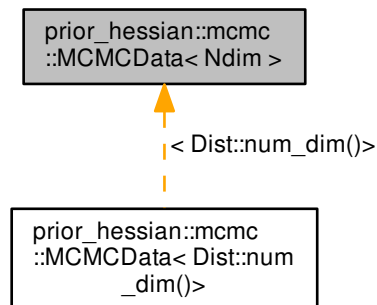 prior_hessian::mcmc
::MCMCData< Ndim >
< Dist::num_dim()>
prior_hessian::mcmc
::MCMCData< Dist::num
_dim()>